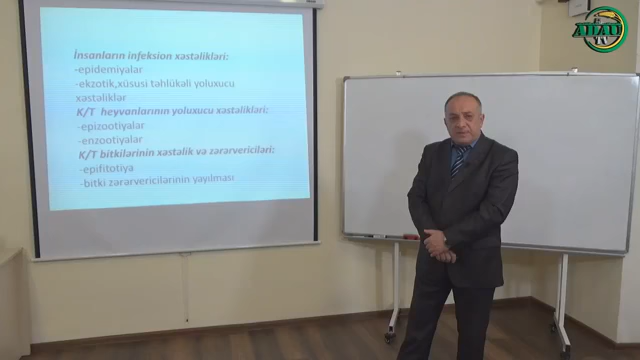 İnsanların infeksion xəstəlikləri:
-epidemiyalar
-ekzotik,xüsusi təhlükəli yoluxucu
xəstəliklər
K/T heyvanlarının yoluxucu xəstəlikləri;
-epizootiyalar
-enzootiyalar
K/T bitkilərinin xəstəlik və zərərvericiləri;
-epifitotiya
-bitki zərərvericilərinin yayılması
ADAU
TV